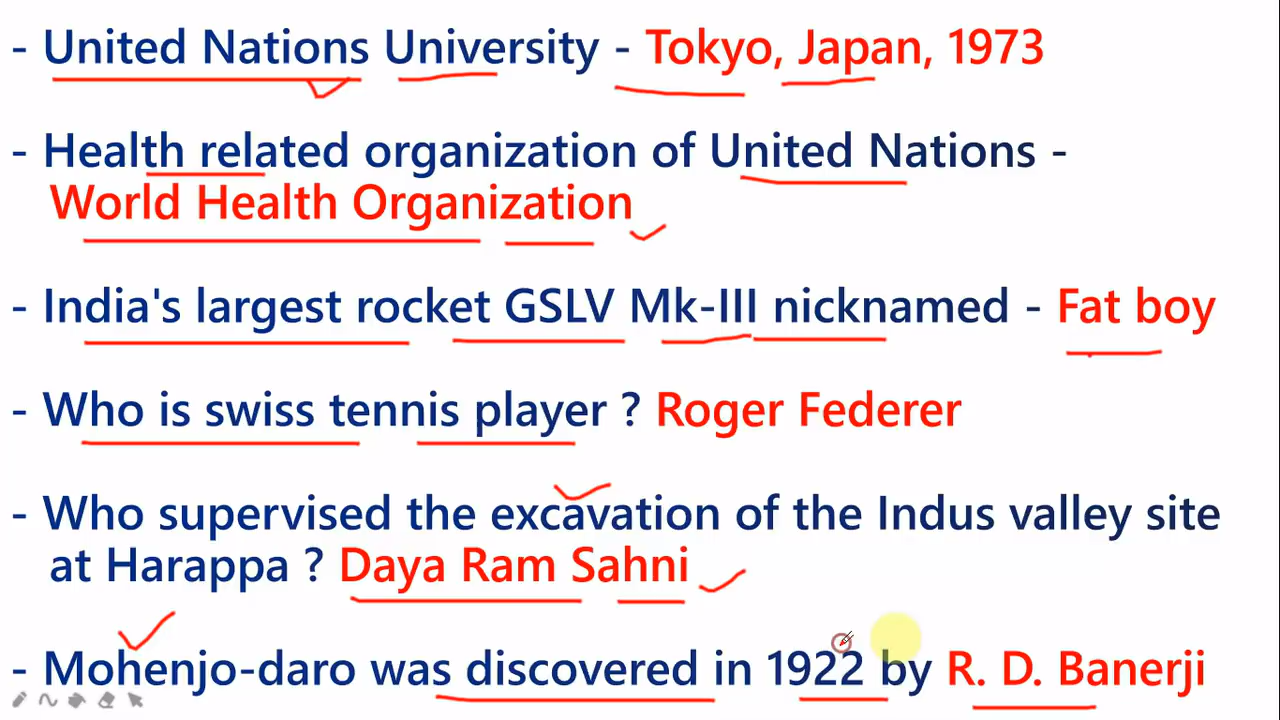 - United Nations University - Tokyo, Japan, 1973
- Health related organization of United Nations -
World Health Organization
- India's largest rocket GSLV Mk-III nicknamed - Fat boy
- Who is swiss tennis player ? Roger Federer
- Who supervised the excavation of the Indus valley site
at Harappa ? Daya Ram Sahni
- Mohenjo-daro was discovered in 1922 by R. D. Banerji